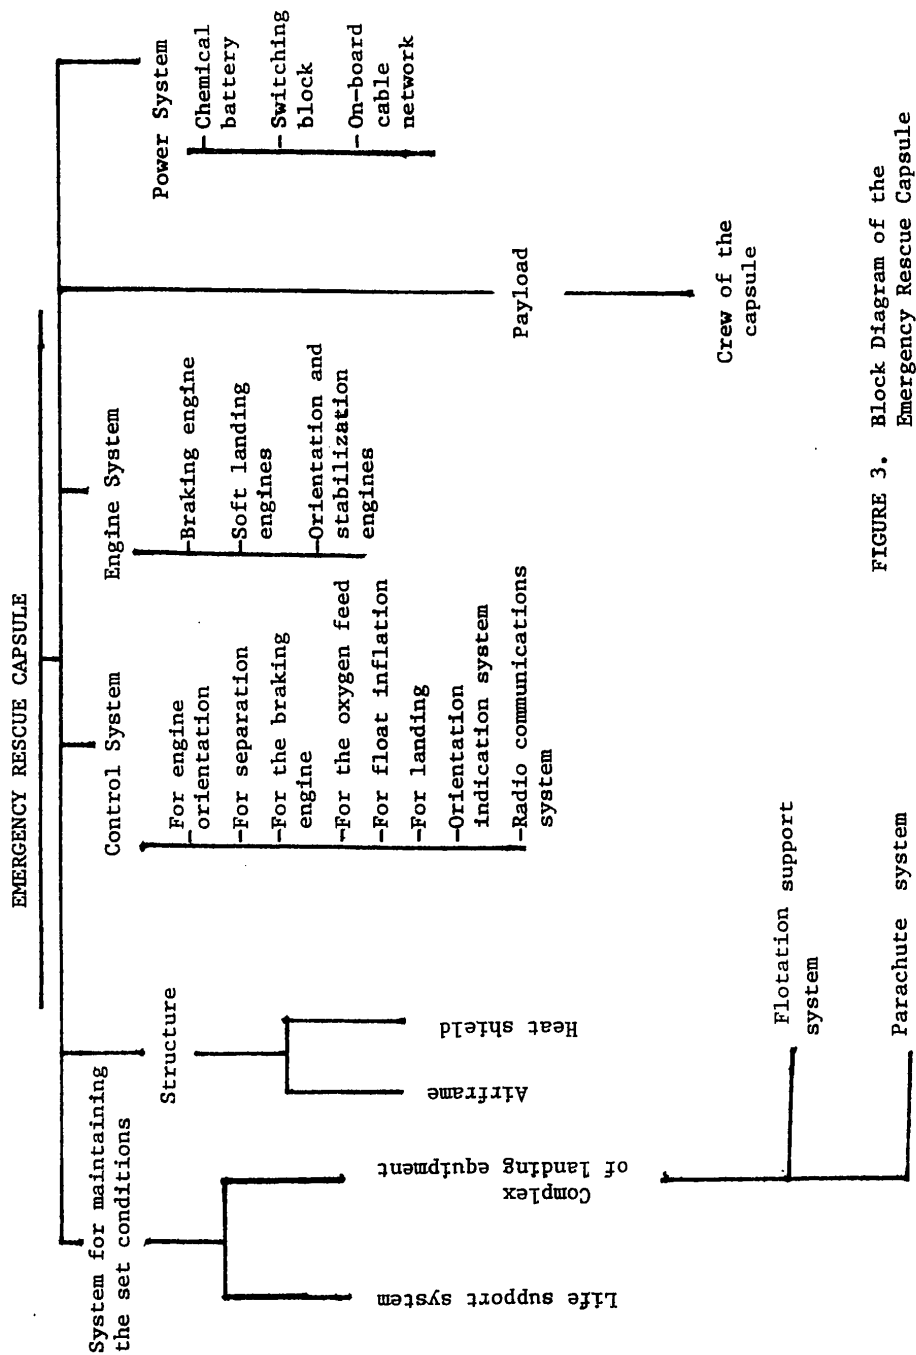 EMERGENCY RESCUE CAPSULE
System for maintaining
the set conditions
Life support system
Complex
of landing equipment
Flotation support
system
Parachute system
Structure
Airframe
Heat shield
Control System
For engine
orientation
-For separation
-For the braking
engine
-For the oxygen feed
-For float inflation
-For landing
-Orientation
indication system
-Radio communications
system
Engine System
-Braking engine
-Soft landing
engines
-Orientation and
stabilization
engines
Payload
Crew of the
capsule
Power System
-Chemical
battery
-Switching
block
-On-board
cable
network
FIGURE 3. Block Diagram of the
Emergency Rescue Capsule